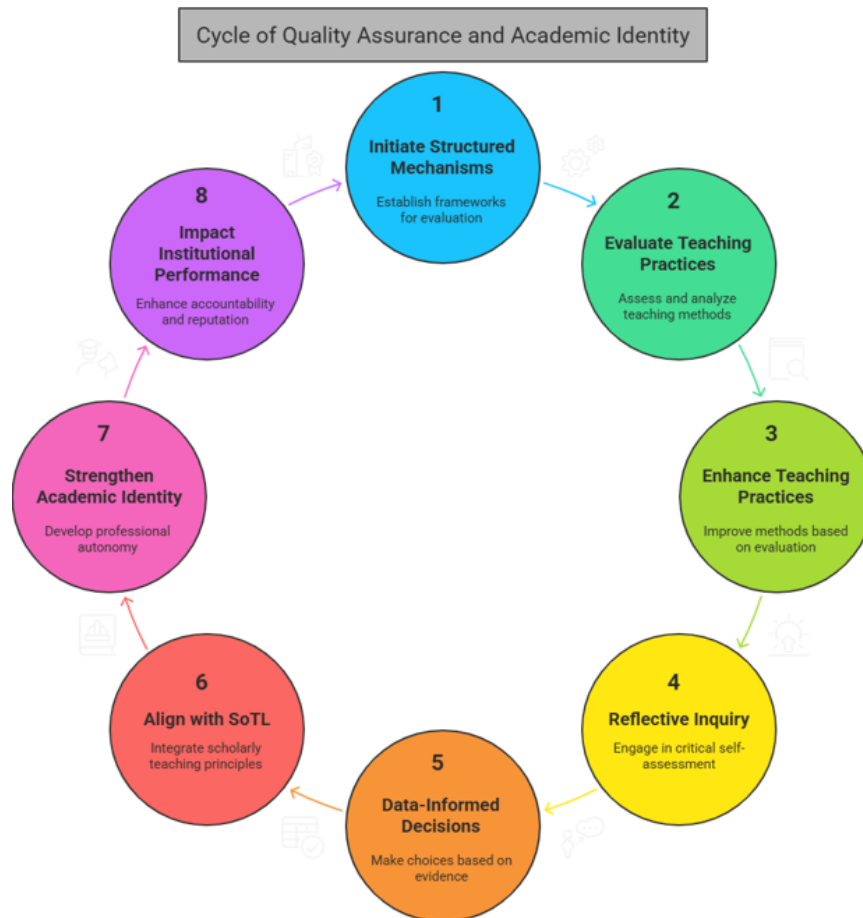 Cycle of Quality Assurance and Academic Identity
1
Initiate Structured
Mechanisms
Establish frameworks
for evaluation
2
Evaluate Teaching
Practices
Assess and analyze
teaching methods
3
Enhance Teaching
Practices
Improve methods based
on evaluation
4
Reflective Inquiry
Engage in critical self-
assessment
5
Data-Informed
Decisions
Make choices based on
evidence
6
Align with SoTL
Integrate scholarly
teaching principles
7
Strengthen
Academic Identity
Develop professional
autonomy
8
Impact
Institutional
Performance
Enhance accountability
and reputation